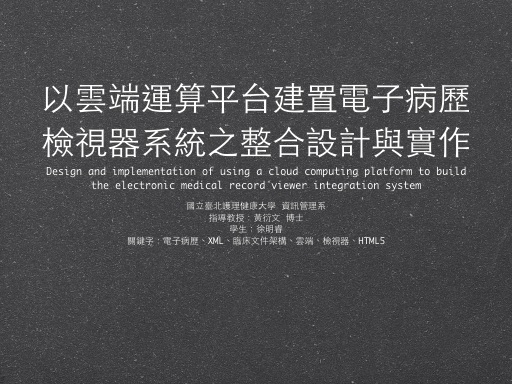 以雲端運算平台建置電子病歷
檢視器系統之整合設計與實作
Design and implementation of using a cloud computing platform to build
the electronic medical record viewer integration system
國立臺北護理健康大學 資訊管理系
指導教授：黃衍文 博士
學生：徐明睿
關鍵字：電子病歷、XML、臨床文件架構、雲端、檢視器、HTML5